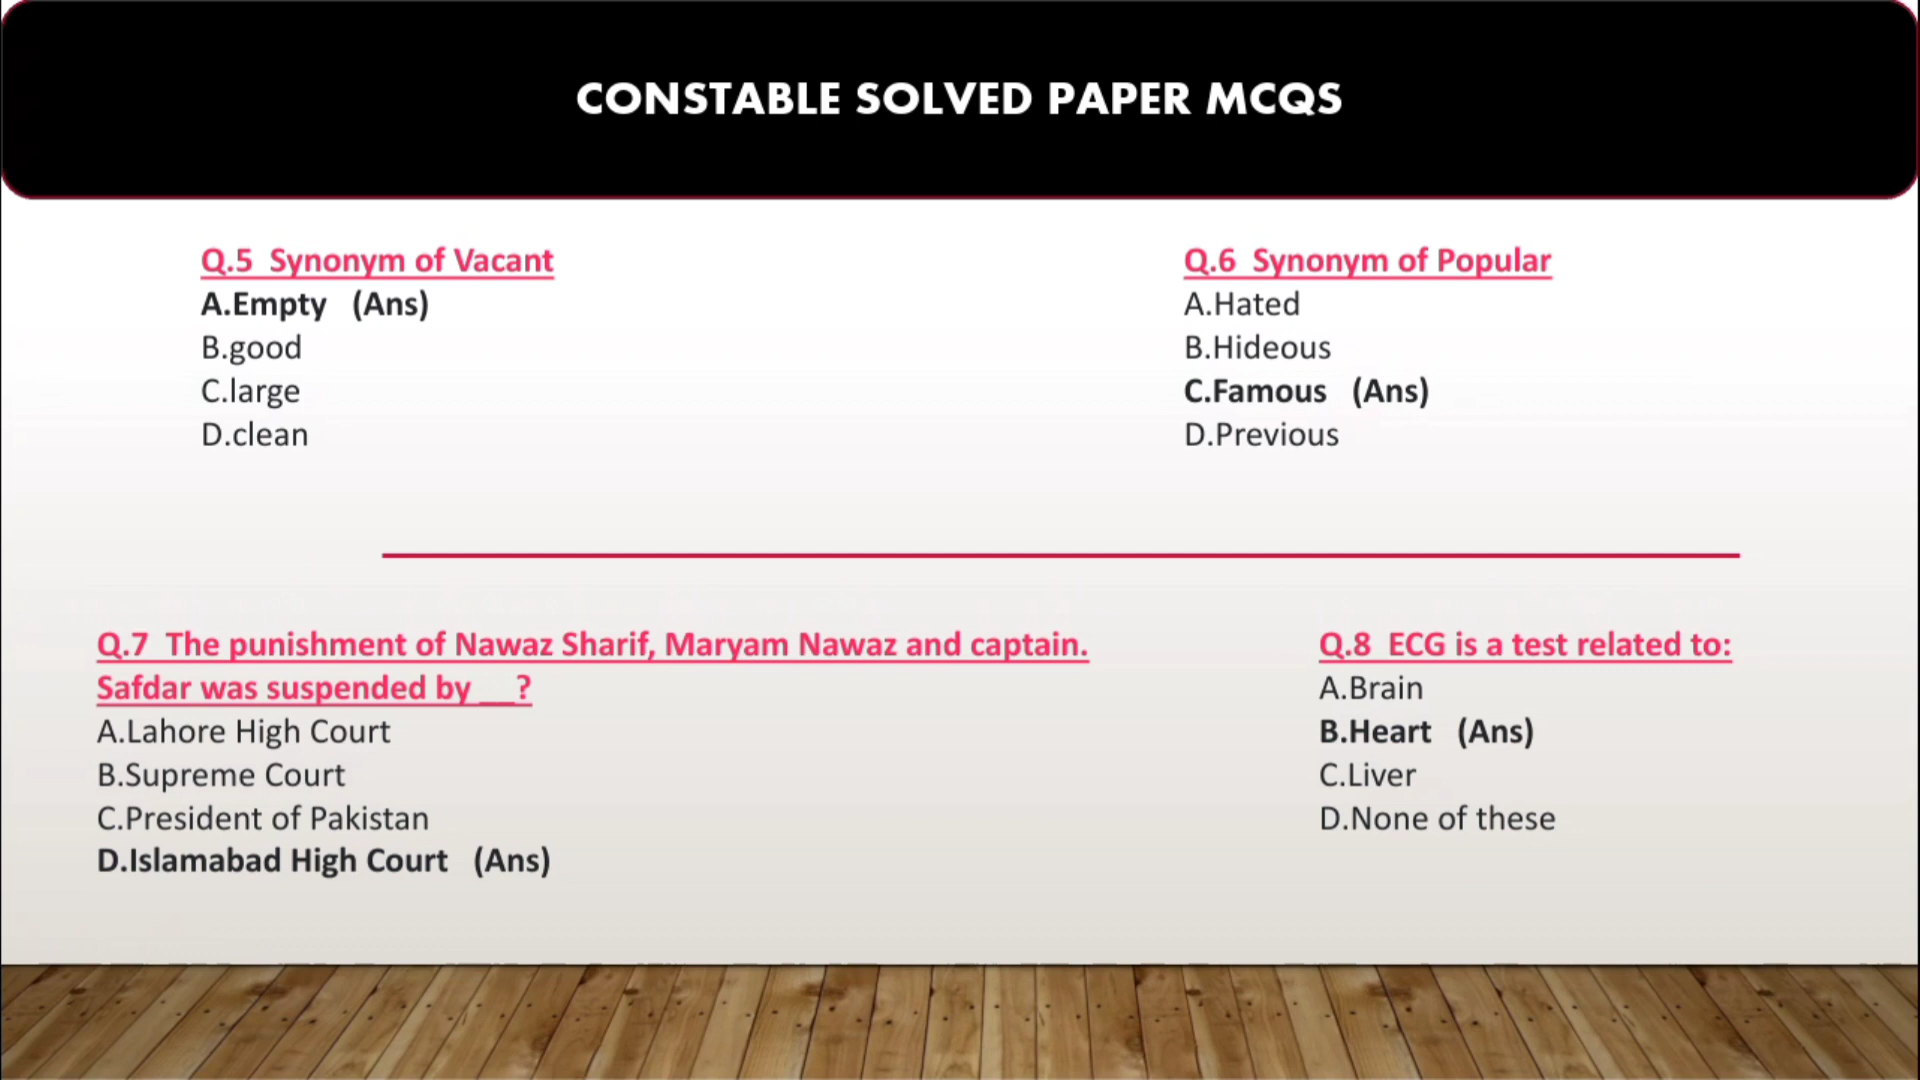 CONSTABLE SOLVED PAPER MCQS
Q.5  Synonym of Vacant
A.Empty   (Ans)
B.good
C.large
D.clean
Q.6  Synonym of Popular
A.Hated
B.Hideous
C.Famous   (Ans)
D.Previous
Q.7  The punishment of Nawaz Sharif, Maryam Nawaz and captain.
Safdar was suspended by __?
A.Lahore High Court
B.Supreme Court
C.President of Pakistan
D.Islamabad High Court   (Ans)
Q.8  ECG is a test related to:
A.Brain
B.Heart   (Ans)
C.Liver
D.None of these